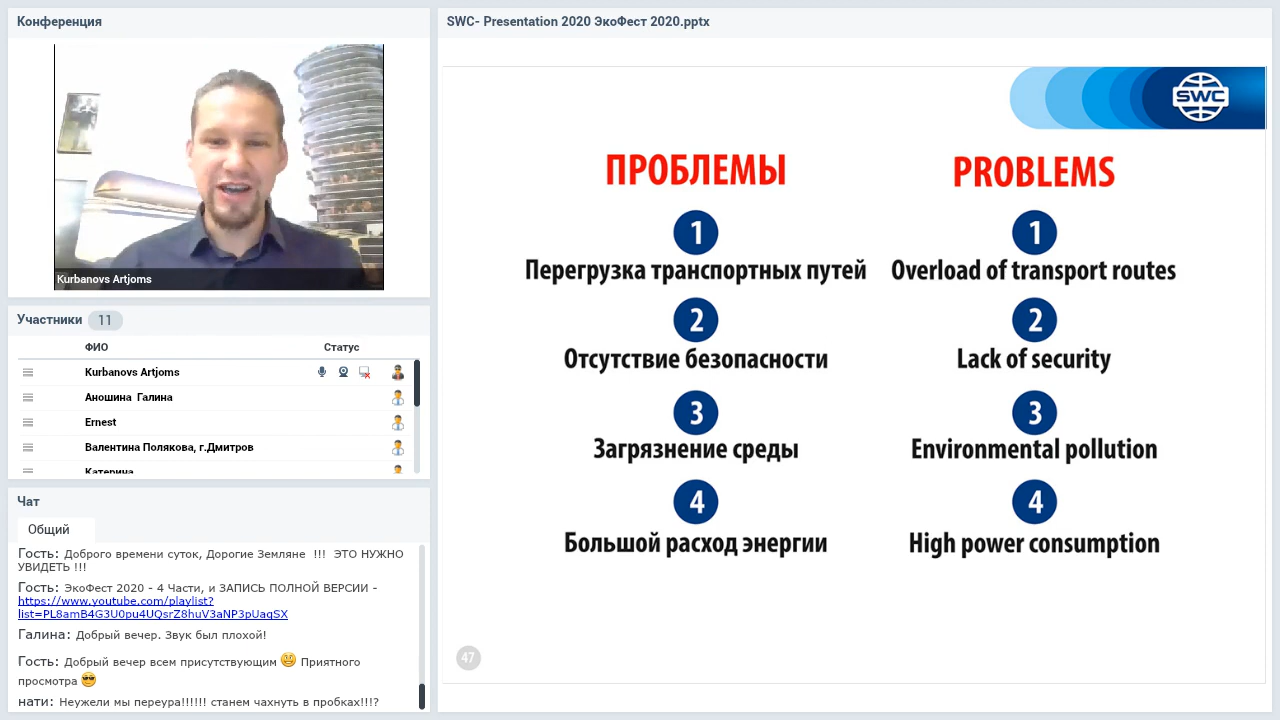 Конференция
Kurbanovs Artjoms
Участники 11
ФИО Статус
Kurbanovs Artjoms
Аношина Галина
Ernest
Валентина Полякова, г.Дмитров
Катерина
Чат
Общий
Гость: Доброго времени суток, Дорогие Земляне !!! ЭТО НУЖНО
УВИДЕТЬ !!!
Гость: ЭкоФест 2020 - 4 Части, и ЗАПИСЬ ПОЛНОЙ ВЕРСИИ -
https://www.youtube.com/playlist?
list=PL8amB4G3U0pu4UQsrZ8huV3aNP3pUaqSX
Галина: Добрый вечер. Звук был плохой!
Гость: Добрый вечер всем присутствующим Приятного
просмотра
нати: Неужели мы переура!!!!!! станем чахнуть в пробках!!!?
SWC- Presentation 2020 ЭкоФест 2020.pptx
SWC
ПРОБЛЕМЫ
1
Перегрузка транспортных путей
2
Отсутствие безопасности
3
Загрязнение среды
4
Большой расход энергии
PROBLEMS
1
Overload of transport routes
2
Lack of security
3
Environmental pollution
4
High power consumption
47